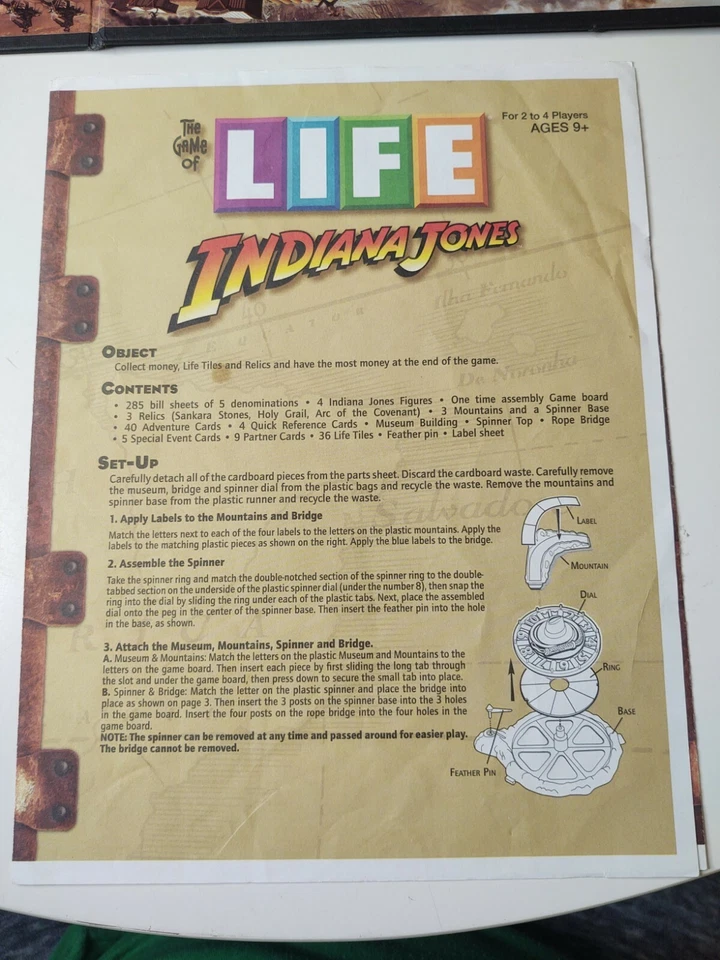 THE GAME OF LIFE
For 2 to 4 Players
AGES 9+
INDIANA JONES
OBJECT
Collect money, Life Tiles and Relics and have the most money at the end of the game.
CONTENTS
• 285 bill sheets of 5 denominations • 4 Indiana Jones Figures • One time assembly Game board
• 3 Relics (Sankara Stones, Holy Grail, Arc of the Covenant) • 3 Mountains and a Spinner Base
• 40 Adventure Cards • 4 Quick Reference Cards • Museum Building • Spinner Top • Rope Bridge
• 5 Special Event Cards • 9 Partner Cards • 36 Life Tiles • Feather pin • Label sheet
SET-UP
Carefully detach all of the cardboard pieces from the parts sheet. Discard the cardboard waste. Carefully remove
the museum, bridge and spinner dial from the plastic bags and recycle the waste. Remove the mountains and
spinner base from the plastic runner and recycle the waste.
1. Apply Labels to the Mountains and Bridge
Match the letters next to each of the four labels to the letters on the plastic mountains. Apply the
labels to the matching plastic pieces as shown on the right. Apply the blue labels to the bridge.
LABEL
MOUNTAIN
2. Assemble the Spinner
Take the spinner ring and match the double-notched section of the spinner ring to the double-
tabbed section on the underside of the plastic spinner dial (under the number 8), then snap the
ring into the dial by sliding the ring under each of the plastic tabs. Next, place the assembled
dial onto the peg in the center of the spinner base. Then insert the feather pin into the hole
in the base, as shown.
DIAL
RING
BASE
FEATHER PIN
3. Attach the Museum, Mountains, Spinner and Bridge.
A. Museum & Mountains: Match the letters on the plastic Museum and Mountains to the
letters on the game board. Then insert each piece by first sliding the long tab through
the slot and under the game board, then press down to secure the small tab into place.
B. Spinner & Bridge: Match the letter on the plastic spinner and place the bridge into
place as shown on page 3. Then insert the 3 posts on the spinner base into the 3 holes
in the game board. Insert the four posts on the rope bridge into the four holes in the
game board.
NOTE: The spinner can be removed at any time and passed around for easier play.
The bridge cannot be removed.